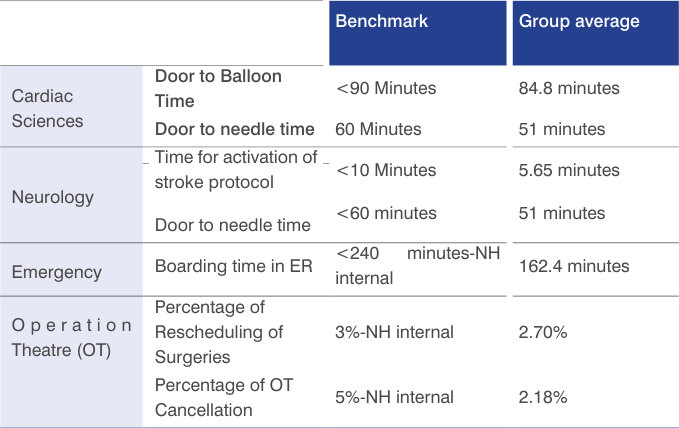 Benchmark Group average
Cardiac Sciences
Door to Balloon Time <90 Minutes 84.8 minutes
Door to needle time 60 Minutes 51 minutes
Neurology
Time for activation of stroke protocol <10 Minutes 5.65 minutes
Door to needle time <60 minutes 51 minutes
Emergency Boarding time in ER <240 minutes-NH internal 162.4 minutes
Operation Theatre (OT)
Percentage of Rescheduling of Surgeries 3%-NH internal 2.70%
Percentage of OT Cancellation 5%-NH internal 2.18%